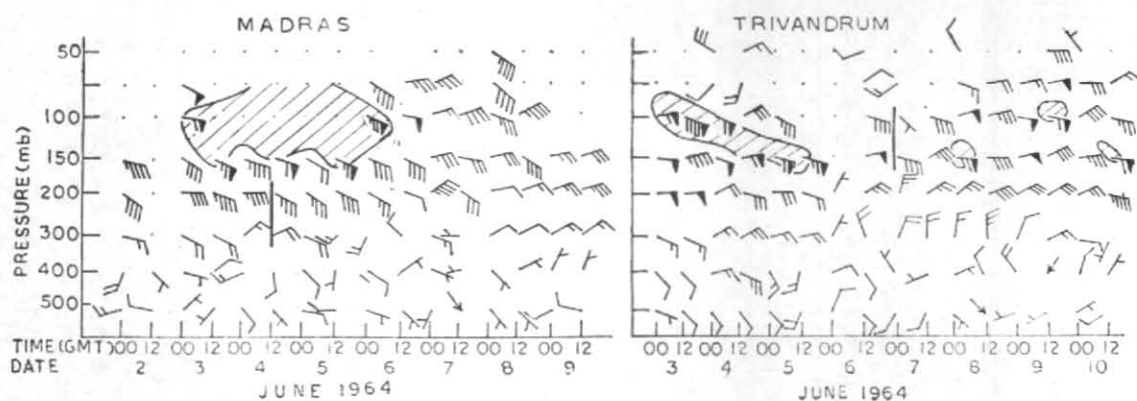 MADRAS
TRIVANDRUM
PRESSURE (mb)
50
100
150
200
300
400
500
TIME (GMT) 00 12 00 12 00 12 00 12 00 12 00 12 00 12 00 12
DATE 2 3 4 5 6 7 8 9
JUNE 1964
00 12 00 12 00 12 00 12 00 12 00 12 00 12 00 12
3 4 5 6 7 8 9 10
JUNE 1964